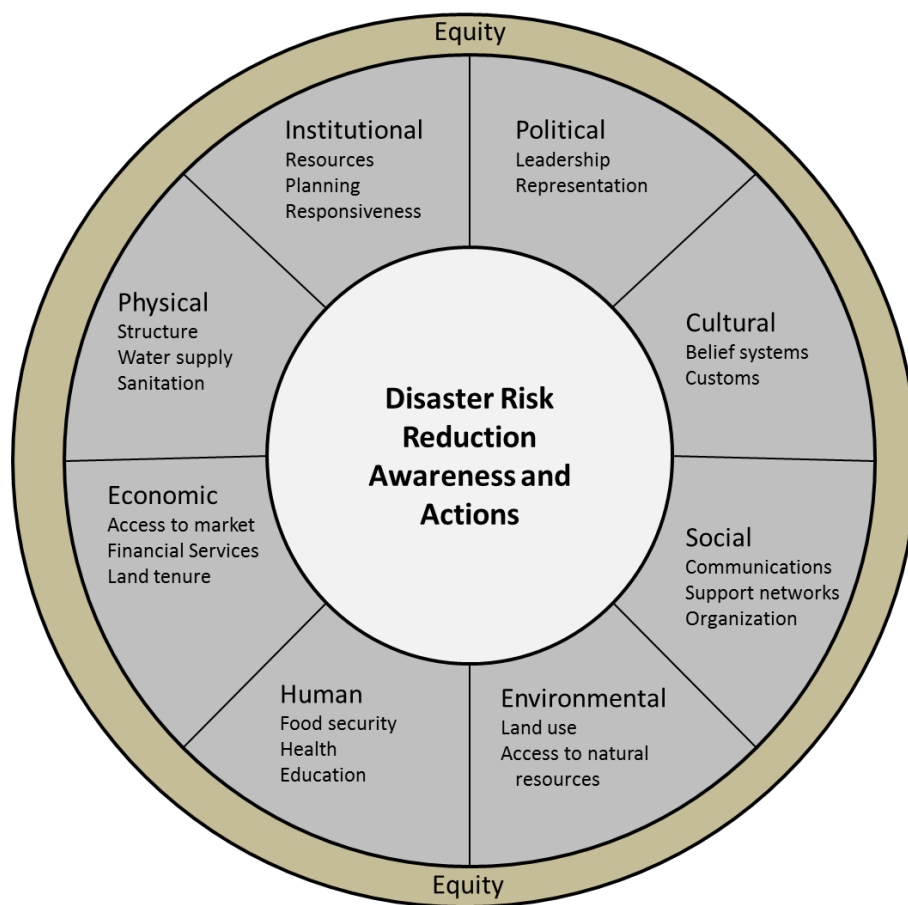 Equity
Institutional
Resources
Planning
Responsiveness
Political
Leadership
Representation
Physical
Structure
Water supply
Sanitation
Cultural
Belief systems
Customs
Disaster Risk
Reduction
Awareness and
Actions
Economic
Access to market
Financial Services
Land tenure
Social
Communications
Support networks
Organization
Human
Food security
Health
Education
Environmental
Land use
Access to natural
resources
Equity